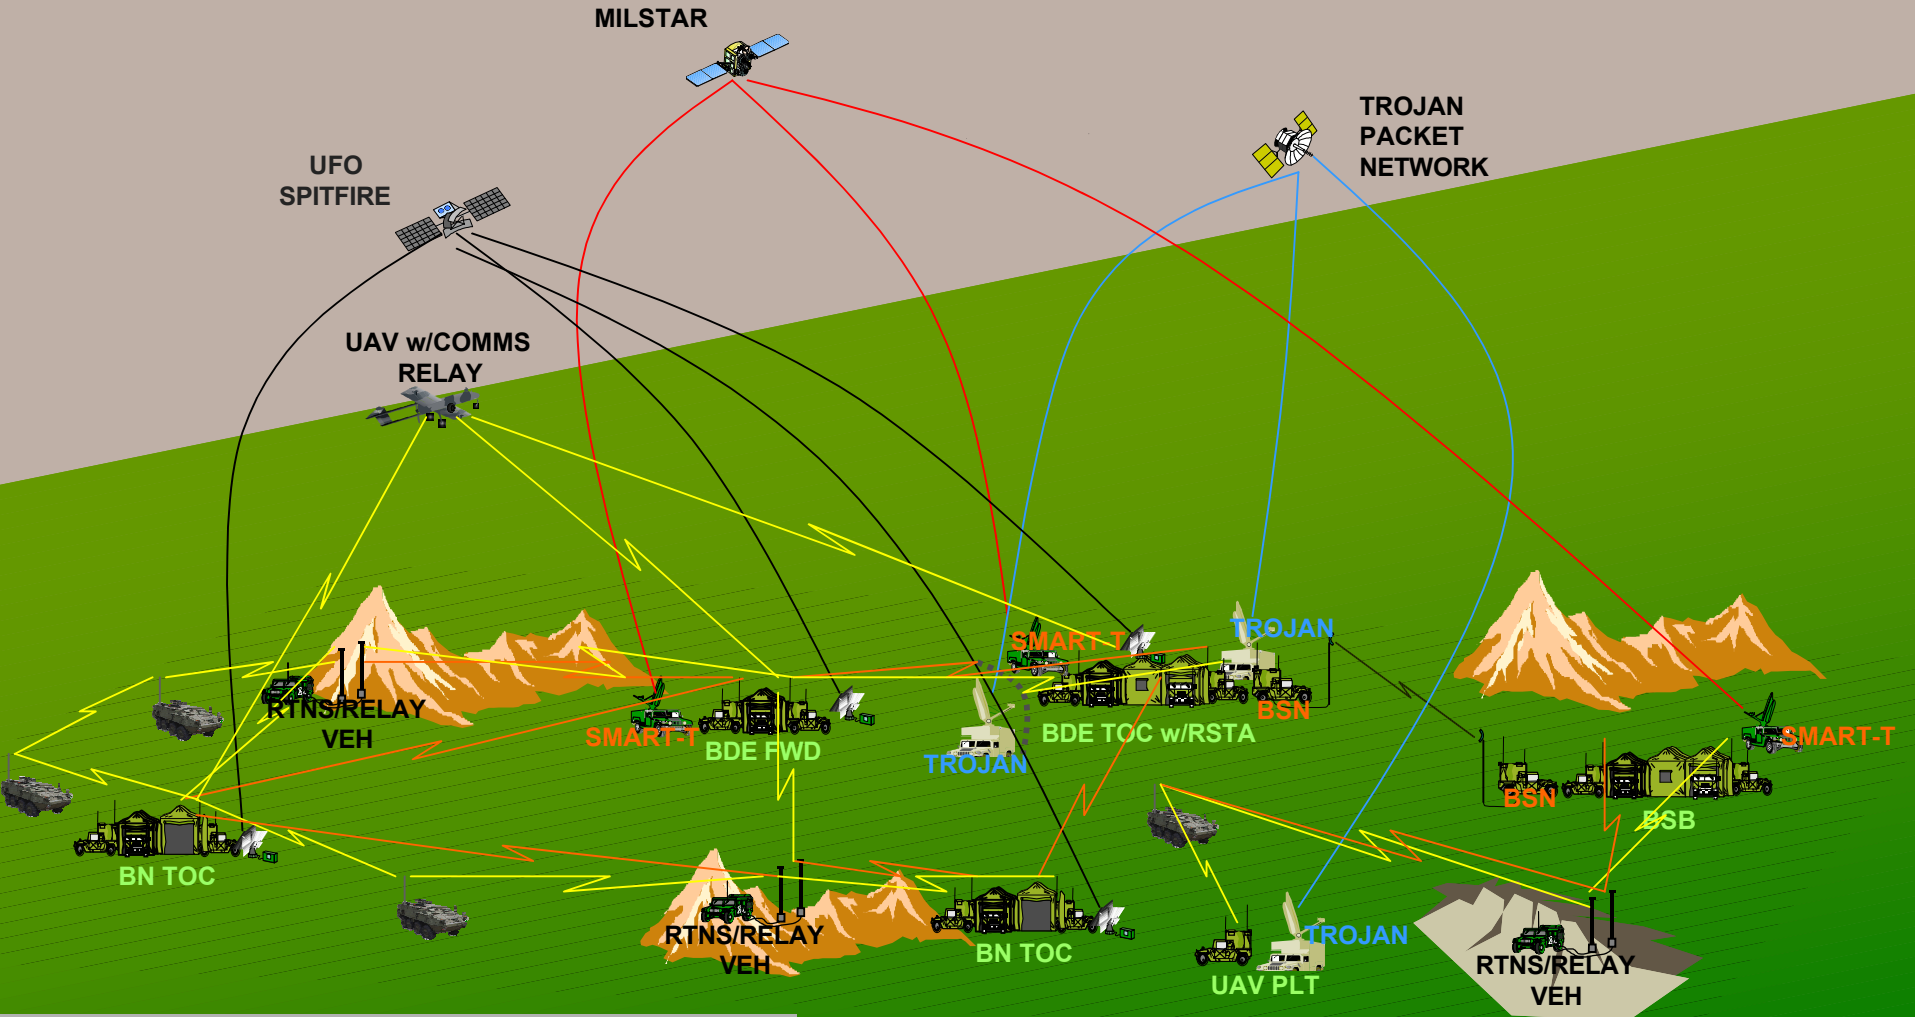 MILSTAR
TROJAN
PACKET
NETWORK
UFO
SPITFIRE
UAV w/COMMS
RELAY
SMART-T
TROJAN
RTNS/RELAY
VEH
SMART-T
BDE FWD
TROJAN
BDE TOC w/RSTA
BSN
SMART-T
BSN
BSB
BN TOC
RTNS/RELAY
VEH
BN TOC
TROJAN
UAV PLT
RTNS/RELAY
VEH